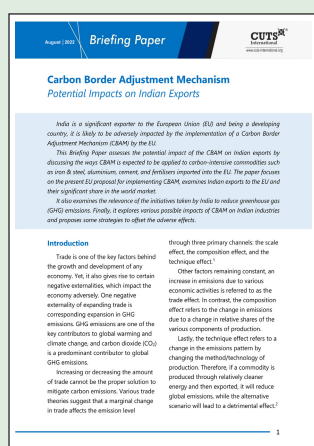 August | 2022
Briefing Paper
CUTS
International
www.cuts-international.org
Carbon Border Adjustment Mechanism
Potential Impacts on Indian Exports
India is a significant exporter to the European Union (EU) and being a developing
country, it is likely to be adversely impacted by the implementation of a Carbon Border
Adjustment Mechanism (CBAM) by the EU.
This Briefing Paper assesses the potential impact of the CBAM on Indian exports by
discussing the ways CBAM is expected to be applied to carbon-intensive commodities such
as iron & steel, aluminium, cement, and fertilisers imported into the EU. The paper focuses
on the present EU proposal for implementing CBAM, examines Indian exports to the EU and
their significant share in the world market.
It also examines the relevance of the initiatives taken by India to reduce greenhouse gas
(GHG) emissions. Finally, it explores various possible impacts of CBAM on Indian industries
and proposes some strategies to offset the adverse effects.
Introduction
Trade is one of the key factors behind
the growth and development of any
economy. Yet, it also gives rise to certain
negative externalities, which impact the
economy adversely. One negative
externality of expanding trade is
corresponding expansion in GHG
emissions. GHG emissions are one of the
key contributors to global warming and
climate change, and carbon dioxide (CO₂)
is a predominant contributor to global
GHG emissions.
Increasing or decreasing the amount
of trade cannot be the proper solution to
mitigate carbon emissions. Various trade
theories suggest that a marginal change
in trade affects the emission level
through three primary channels: the scale
effect, the composition effect, and the
technique effect.¹
Other factors remaining constant, an
increase in emissions due to various
economic activities is referred to as the
trade effect. In contrast, the composition
effect refers to the change in emissions
due to a change in relative shares of the
various components of production.
Lastly, the technique effect refers to a
change in the emissions pattern by
changing the method/technology of
production. Therefore, if a commodity is
produced through relatively cleaner
energy and then exported, it will reduce
global emissions, while the alternative
scenario will lead to a detrimental effect.²
1